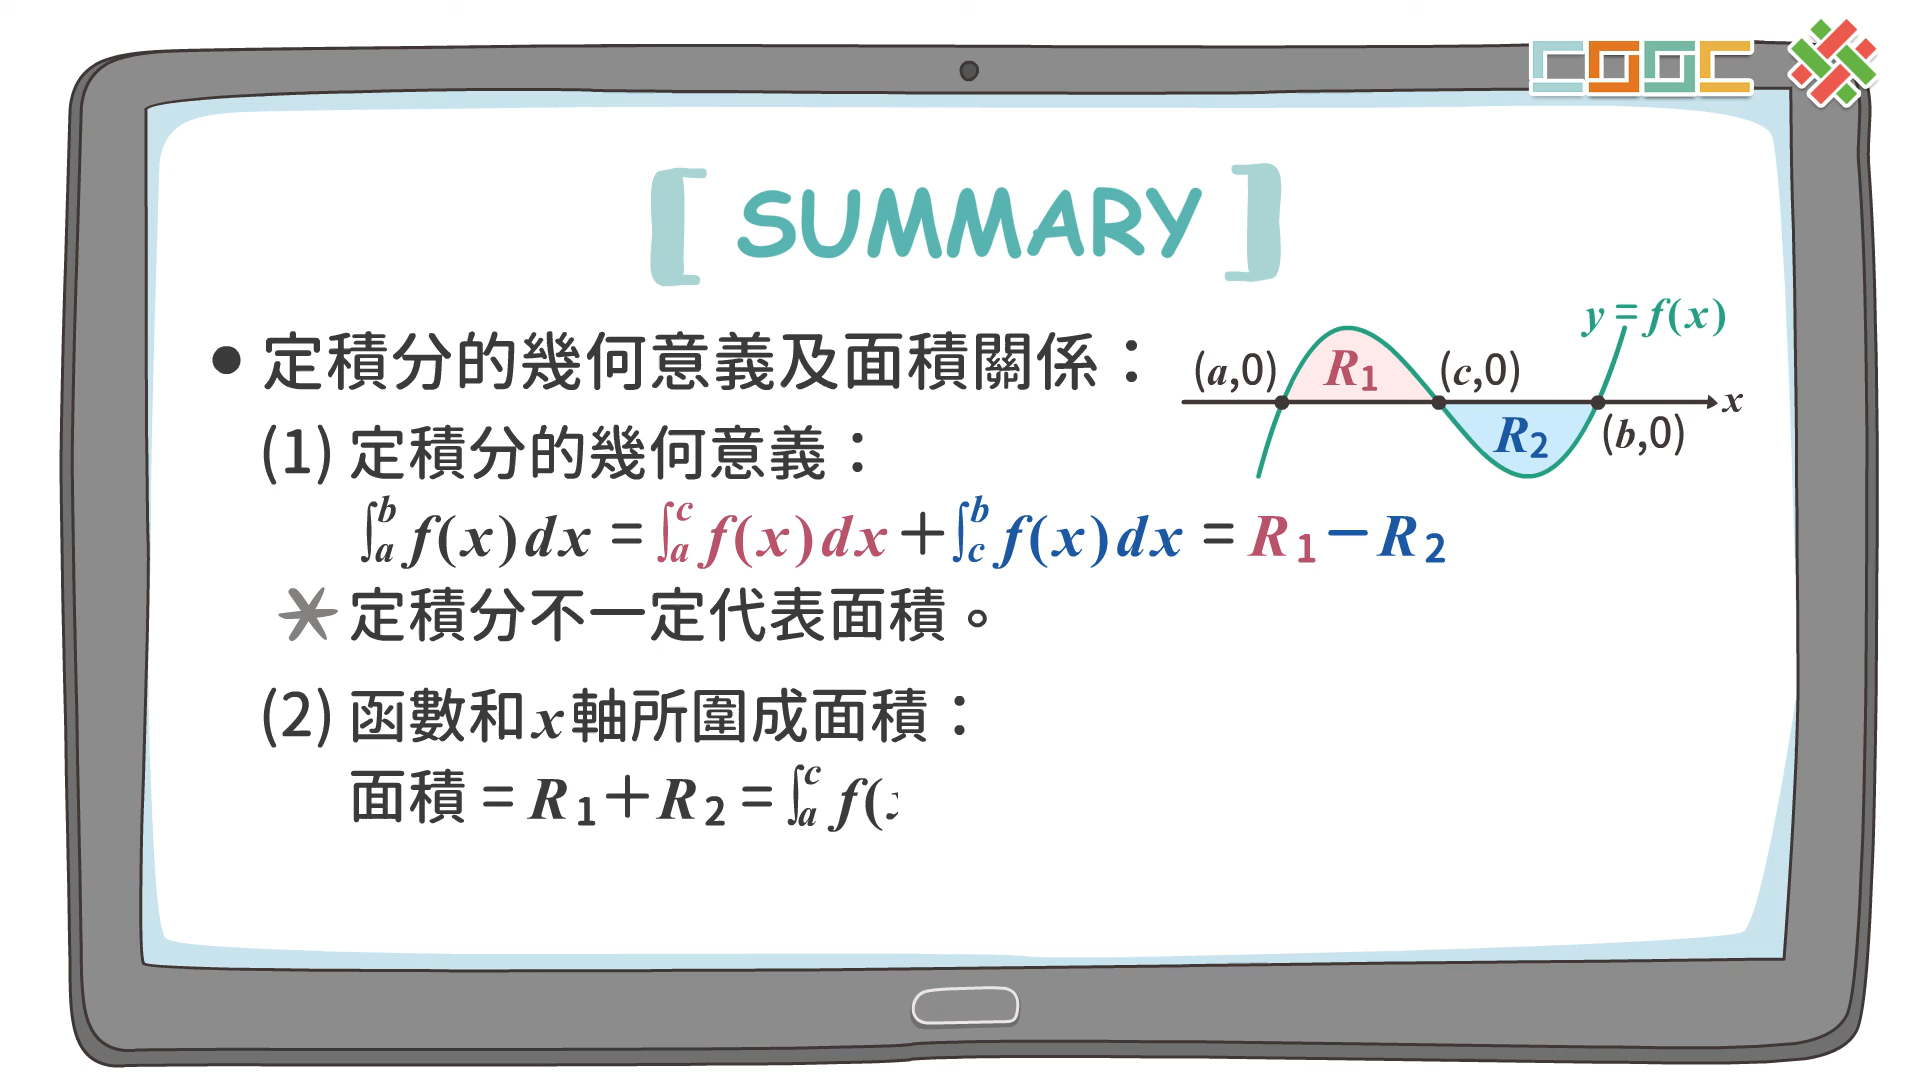 CGGC
[ SUMMARY ]
● 定積分的幾何意義及面積關係：
y = f(x)
(a,0)
R₁
(c,0)
x
R₂
(b,0)
(1) 定積分的幾何意義：
∫ₐᵇ f(x)dx = ∫ₐᶜ f(x)dx + ∫꜀ᵇ f(x)dx = R₁ − R₂
＊定積分不一定代表面積。
(2) 函數和x軸所圍成面積：
面積 = R₁ + R₂ = ∫ₐᶜ f(